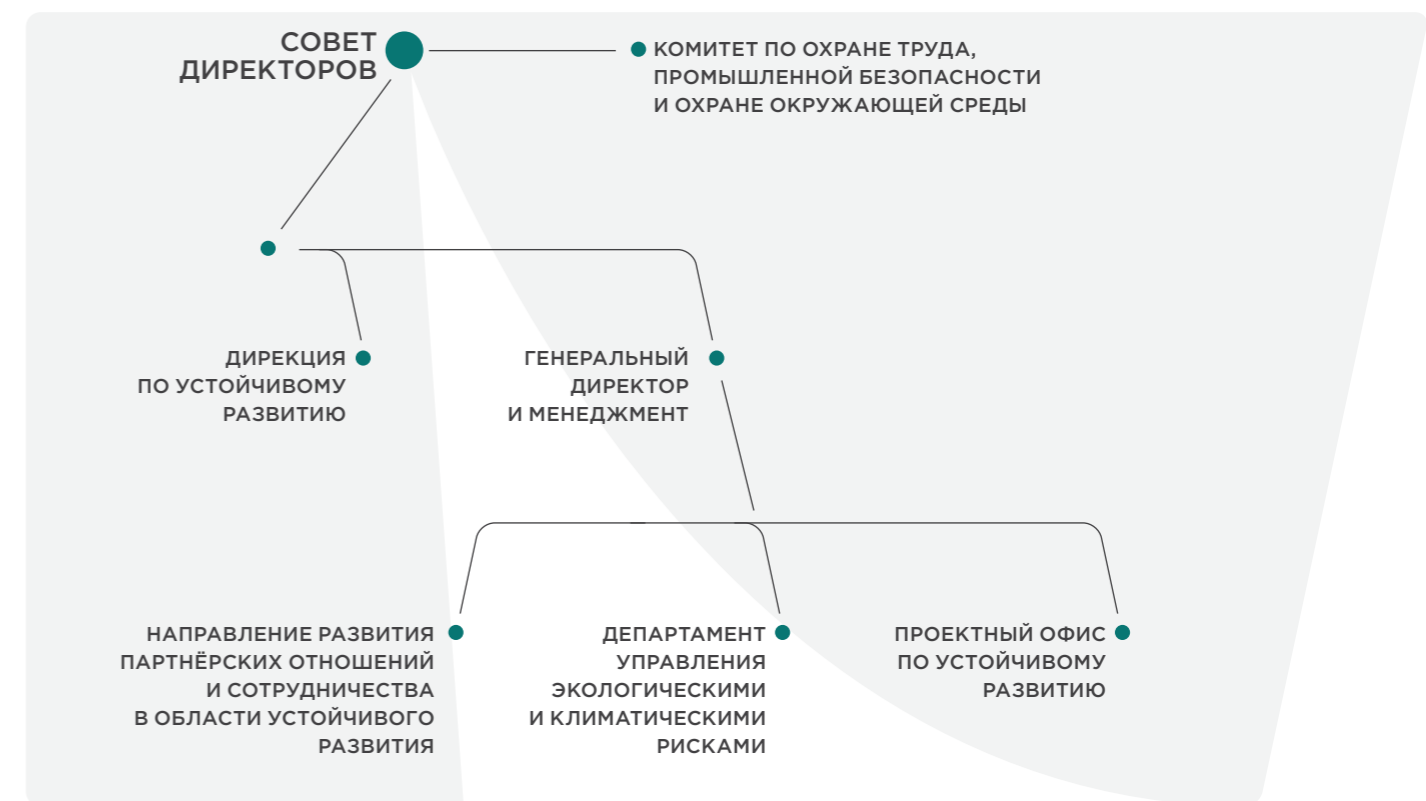 СОВЕТ
ДИРЕКТОРОВ
КОМИТЕТ ПО ОХРАНЕ ТРУДА,
ПРОМЫШЛЕННОЙ БЕЗОПАСНОСТИ
И ОХРАНЕ ОКРУЖАЮЩЕЙ СРЕДЫ
ДИРЕКЦИЯ
ПО УСТОЙЧИВОМУ
РАЗВИТИЮ
ГЕНЕРАЛЬНЫЙ
ДИРЕКТОР
И МЕНЕДЖМЕНТ
НАПРАВЛЕНИЕ РАЗВИТИЯ
ПАРТНЁРСКИХ ОТНОШЕНИЙ
И СОТРУДНИЧЕСТВА
В ОБЛАСТИ УСТОЙЧИВОГО
РАЗВИТИЯ
ДЕПАРТАМЕНТ
УПРАВЛЕНИЯ
ЭКОЛОГИЧЕСКИМИ
И КЛИМАТИЧЕСКИМИ
РИСКАМИ
ПРОЕКТНЫЙ ОФИС
ПО УСТОЙЧИВОМУ
РАЗВИТИЮ